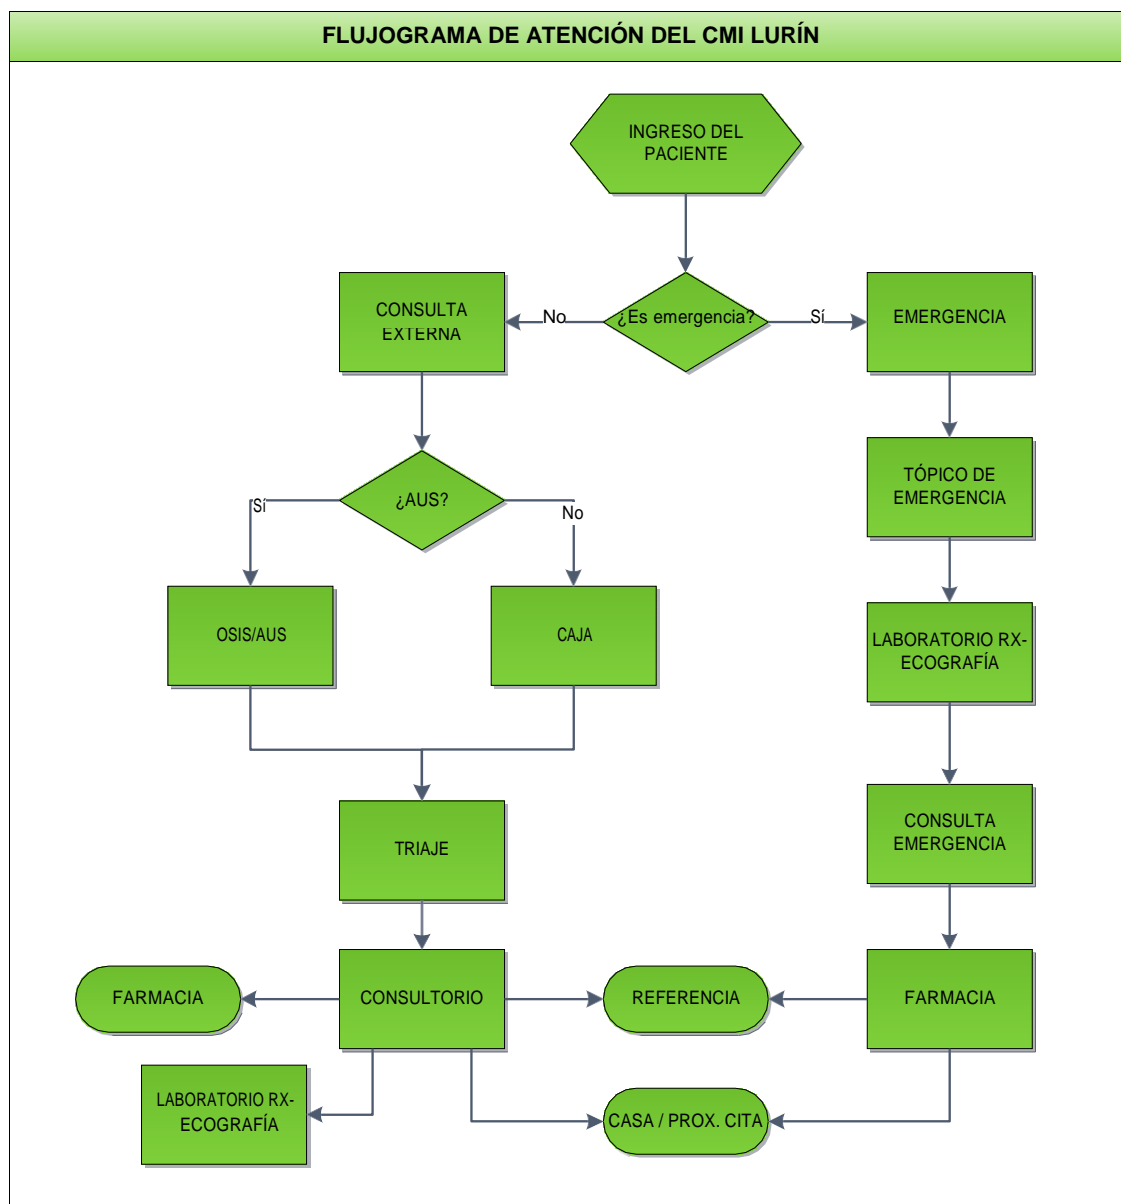 FLUJOGRAMA DE ATENCIÓN DEL CMI LURÍN
INGRESO DEL
PACIENTE
CONSULTA
EXTERNA
No
¿Es emergencia?
Sí
EMERGENCIA
TÓPICO DE
EMERGENCIA
Sí
¿AUS?
No
OSIS/AUS
CAJA
LABORATORIO RX-
ECOGRAFÍA
TRIAJE
CONSULTA
EMERGENCIA
FARMACIA
CONSULTORIO
REFERENCIA
FARMACIA
LABORATORIO RX-
ECOGRAFÍA
CASA / PROX. CITA